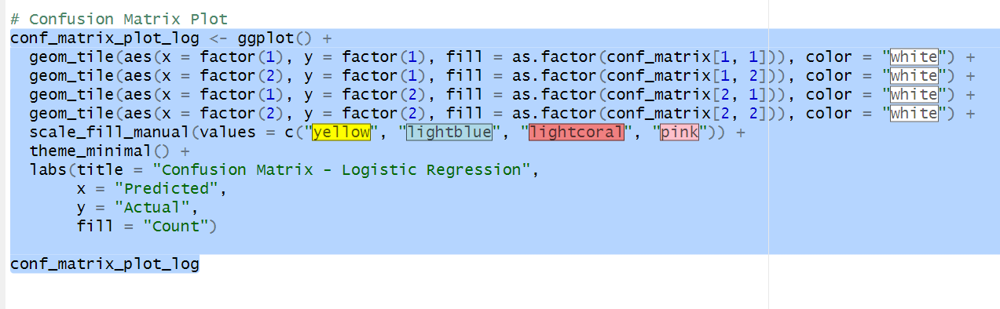 # Confusion Matrix Plot
conf_matrix_plot_log <- ggplot() +
  geom_tile(aes(x = factor(1), y = factor(1), fill = as.factor(conf_matrix[1, 1])), color = "white") +
  geom_tile(aes(x = factor(2), y = factor(1), fill = as.factor(conf_matrix[1, 2])), color = "white") +
  geom_tile(aes(x = factor(1), y = factor(2), fill = as.factor(conf_matrix[2, 1])), color = "white") +
  geom_tile(aes(x = factor(2), y = factor(2), fill = as.factor(conf_matrix[2, 2])), color = "white") +
  scale_fill_manual(values = c("yellow", "lightblue", "lightcoral", "pink")) +
  theme_minimal() +
  labs(title = "Confusion Matrix - Logistic Regression",
       x = "Predicted",
       y = "Actual",
       fill = "Count")
conf_matrix_plot_log